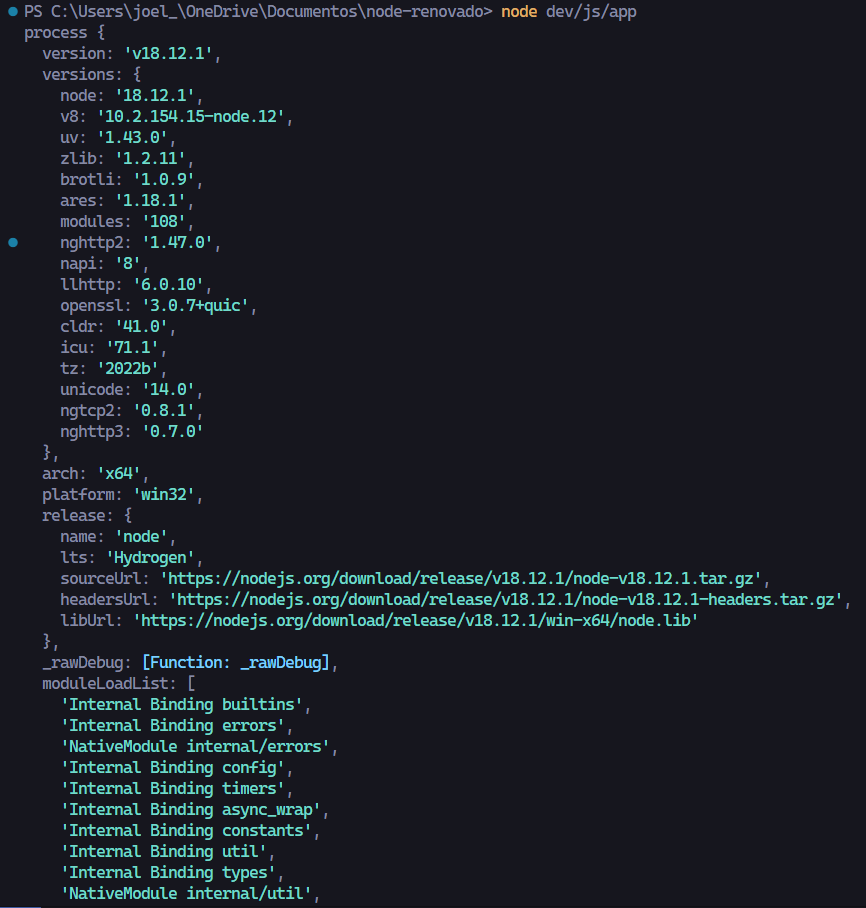 PS C:\Users\joel_\OneDrive\Documentos\node-renovado> node dev/js/app
process {
  version: 'v18.12.1',
  versions: {
    node: '18.12.1',
    v8: '10.2.154.15-node.12',
    uv: '1.43.0',
    zlib: '1.2.11',
    brotli: '1.0.9',
    ares: '1.18.1',
    modules: '108',
    nghttp2: '1.47.0',
    napi: '8',
    llhttp: '6.0.10',
    openssl: '3.0.7+quic',
    cldr: '41.0',
    icu: '71.1',
    tz: '2022b',
    unicode: '14.0',
    ngtcp2: '0.8.1',
    nghttp3: '0.7.0'
  },
  arch: 'x64',
  platform: 'win32',
  release: {
    name: 'node',
    lts: 'Hydrogen',
    sourceUrl: 'https://nodejs.org/download/release/v18.12.1/node-v18.12.1.tar.gz',
    headersUrl: 'https://nodejs.org/download/release/v18.12.1/node-v18.12.1-headers.tar.gz',
    libUrl: 'https://nodejs.org/download/release/v18.12.1/win-x64/node.lib'
  },
  _rawDebug: [Function: _rawDebug],
  moduleLoadList: [
    'Internal Binding builtins',
    'Internal Binding errors',
    'NativeModule internal/errors',
    'Internal Binding config',
    'Internal Binding timers',
    'Internal Binding async_wrap',
    'Internal Binding constants',
    'Internal Binding util',
    'Internal Binding types',
    'NativeModule internal/util',